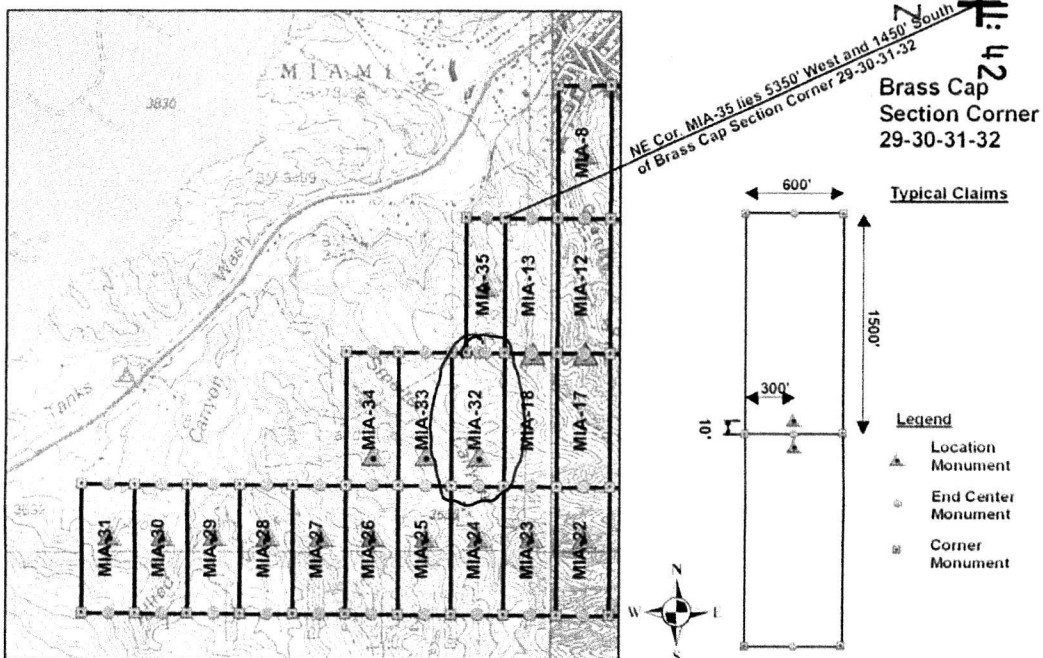 MIAMI
3830
Wash
Tanks
Canyon
NE Cor. MIA-35 lies 5350' West and 1450' South
of Brass Cap Section Corner 29-30-31-32
42
Brass Cap
Section Corner
29-30-31-32
MIA-8
MIA-35
MIA-13
MIA-12
MIA-34
MIA-33
MIA-32
MIA-18
MIA-17
MIA-31
MIA-30
MIA-29
MIA-28
MIA-27
MIA-26
MIA-25
MIA-24
MIA-23
MIA-22
Typical Claims
600'
1500'
300'
10'
Legend
Location
Monument
End Center
Monument
Corner
Monument
N
W E
S